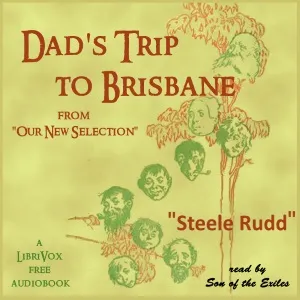 DAD'S TRIP
TO BRISBANE
FROM
"OUR NEW SELECTION"
"Steele Rudd"
A
LIBRIVOX
FREE
AUDIOBOOK
read by
Son of the Exiles